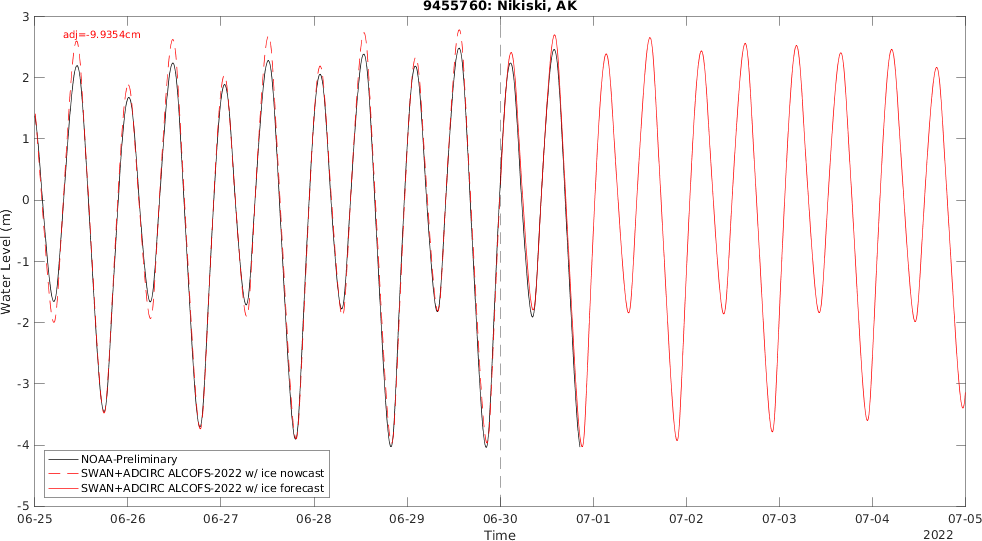 9455760: Nikiski, AK
adj=-9.9354cm
3
2
1
0
-1
-2
-3
-4
-5
Water Level (m)
NOAA-Preliminary
SWAN+ADCIRC ALCOFS-2022 w/ ice nowcast
SWAN+ADCIRC ALCOFS-2022 w/ ice forecast
06-25 06-26 06-27 06-28 06-29 06-30 07-01 07-02 07-03 07-04 07-05
Time
2022